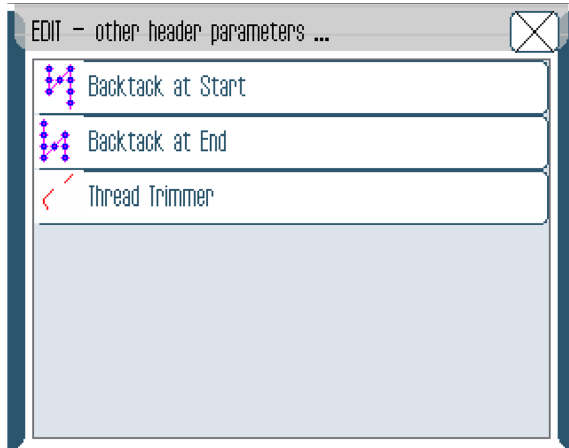 EDIT - other header parameters ...
Backtack at Start
Backtack at End
Thread Trimmer